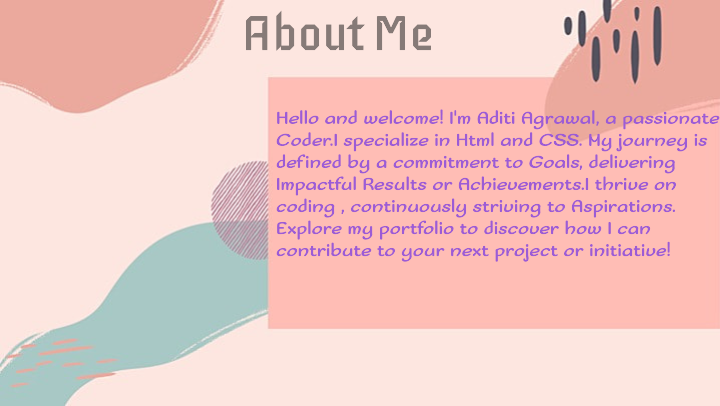 About Me
Hello and welcome! I'm Aditi Agrawal, a passionate
Coder.I specialize in Html and CSS. My journey is
defined by a commitment to Goals, delivering
Impactful Results or Achievements.I thrive on
coding , continuously striving to Aspirations.
Explore my portfolio to discover how I can
contribute to your next project or initiative!